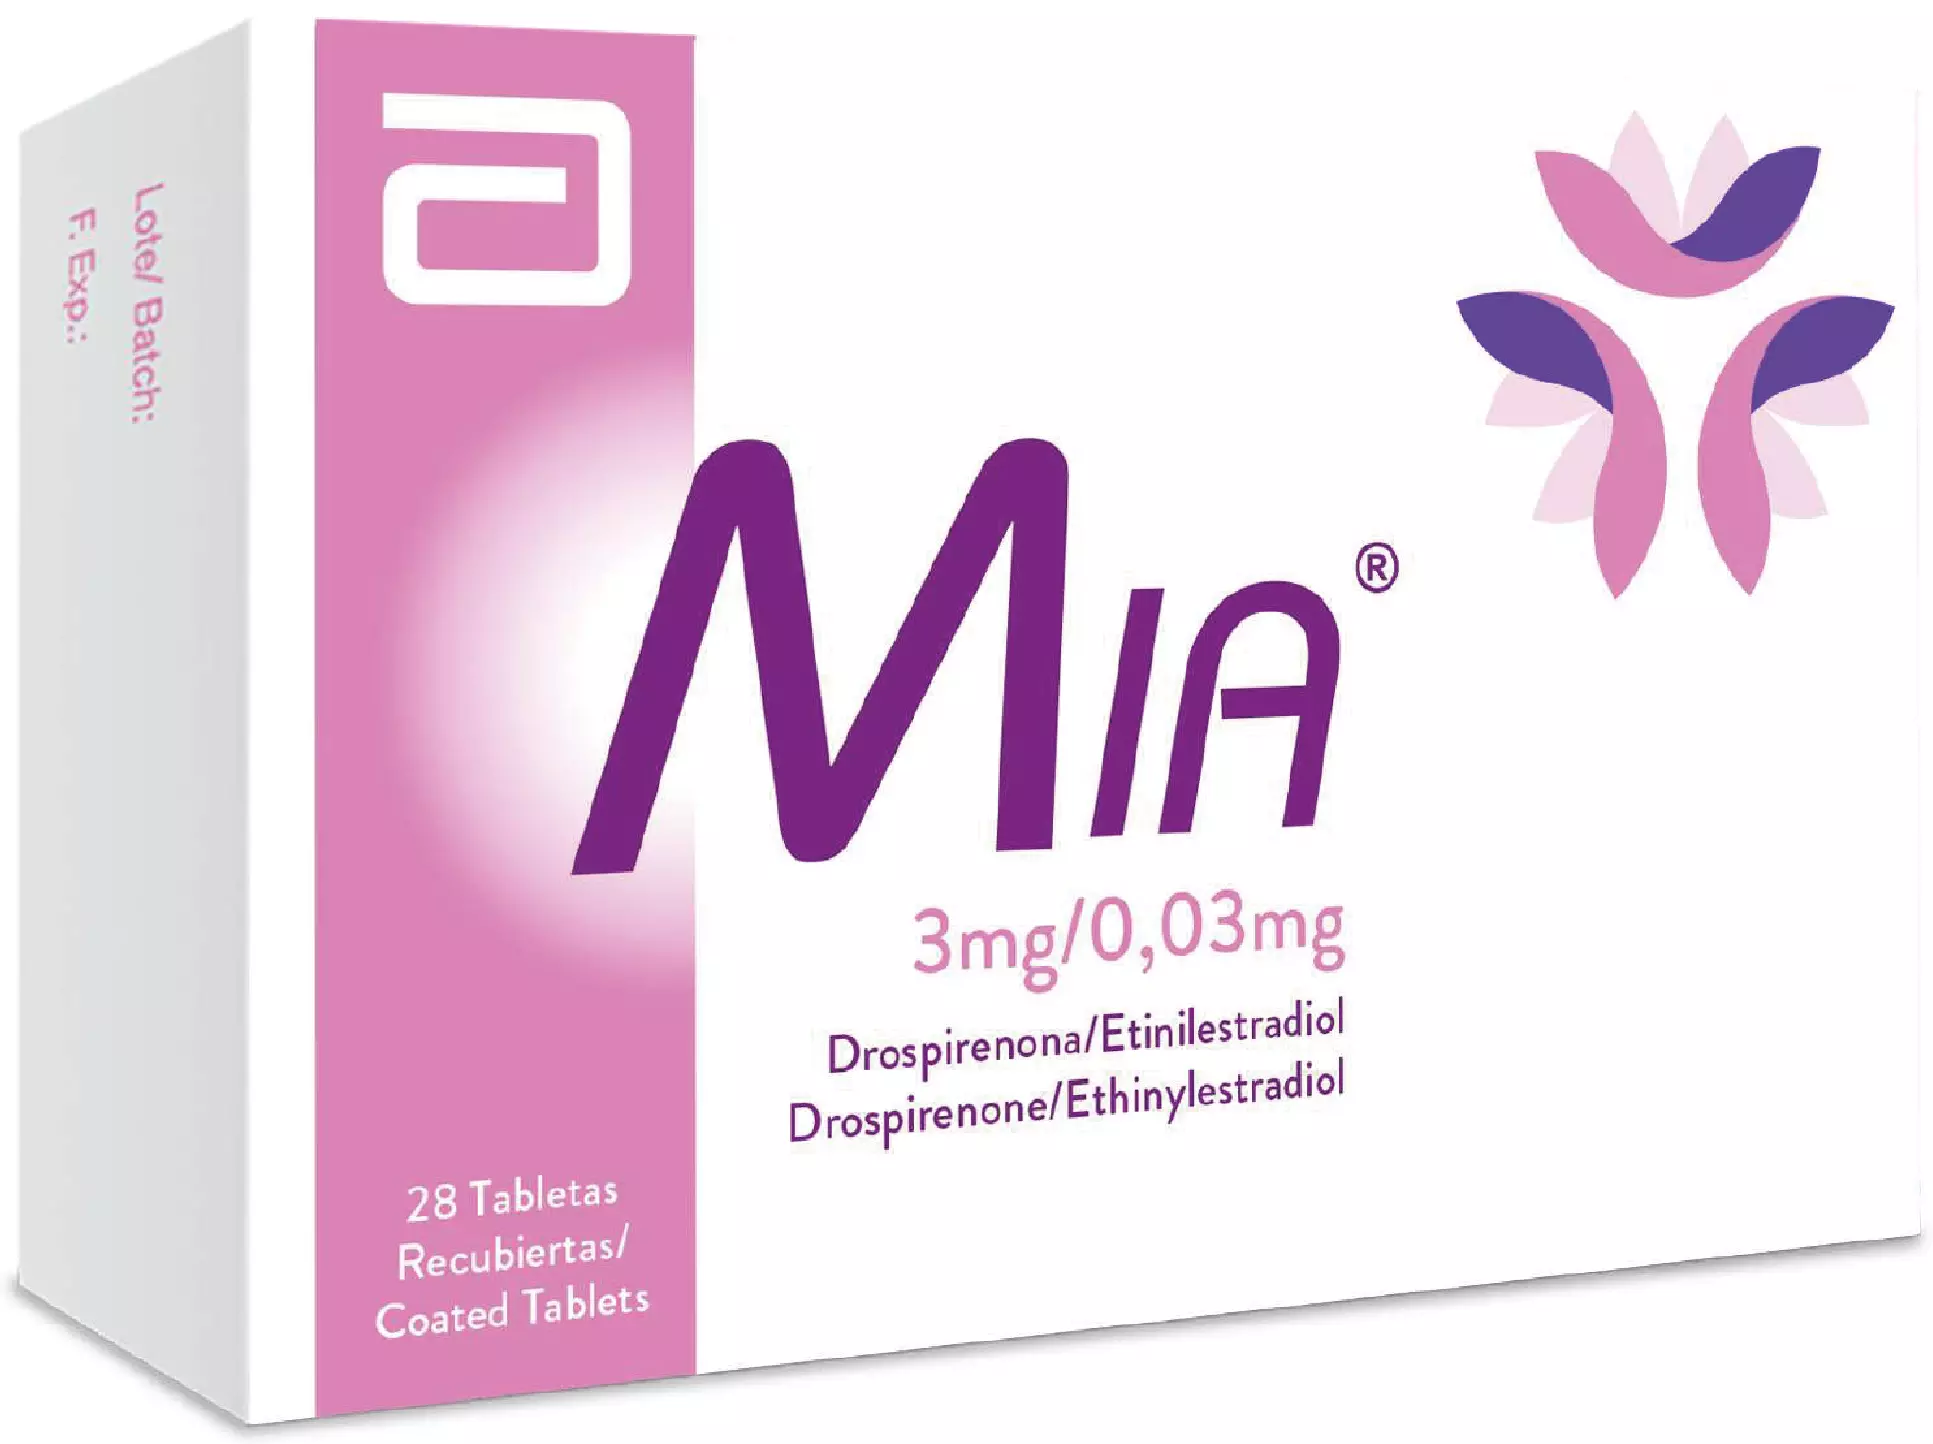 Lote/ Batch:
F. Exp.:
MIA®
3mg/0,03mg
Drospirenona/Etinilestradiol
Drospirenone/Ethinylestradiol
28 Tabletas
Recubiertas/
Coated Tablets